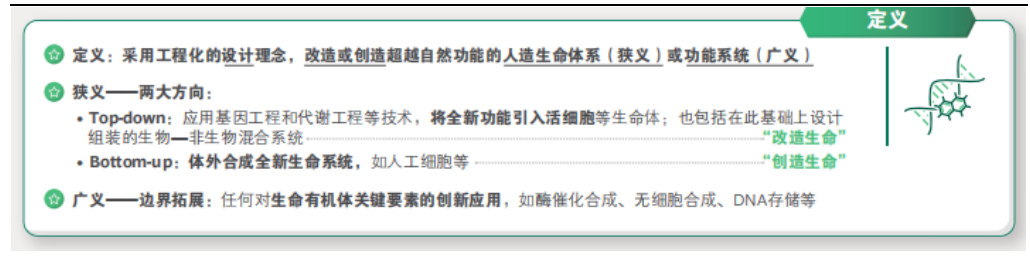 定义
定义：采用工程化的设计理念，改造或创造超越自然功能的人造生命体系（狭义）或功能系统（广义）
狭义——两大方向：
• Top-down：应用基因工程和代谢工程等技术，将全新功能引入活细胞等生命体；也包括在此基础上设计
组装的生物—非生物混合系统 “改造生命”
• Bottom-up：体外合成全新生命系统，如人工细胞等 “创造生命”
广义——边界拓展：任何对生命有机体关键要素的创新应用，如酶催化合成、无细胞合成、DNA存储等